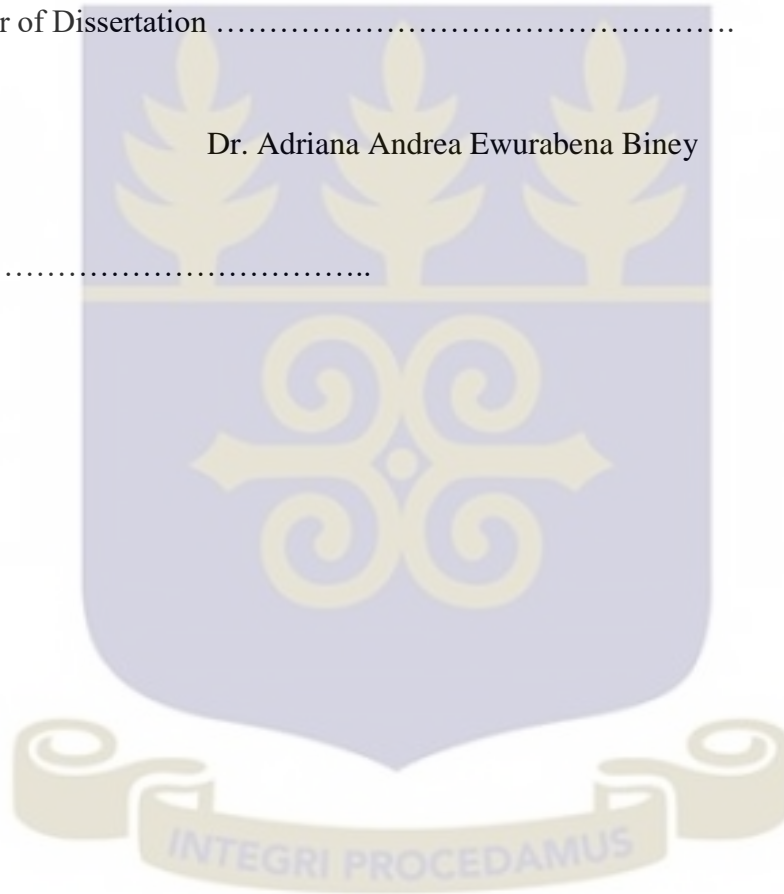 r of Dissertation …………………………………………….
Dr. Adriana Andrea Ewurabena Biney
………………………………..
INTEGRI PROCEDAMUS